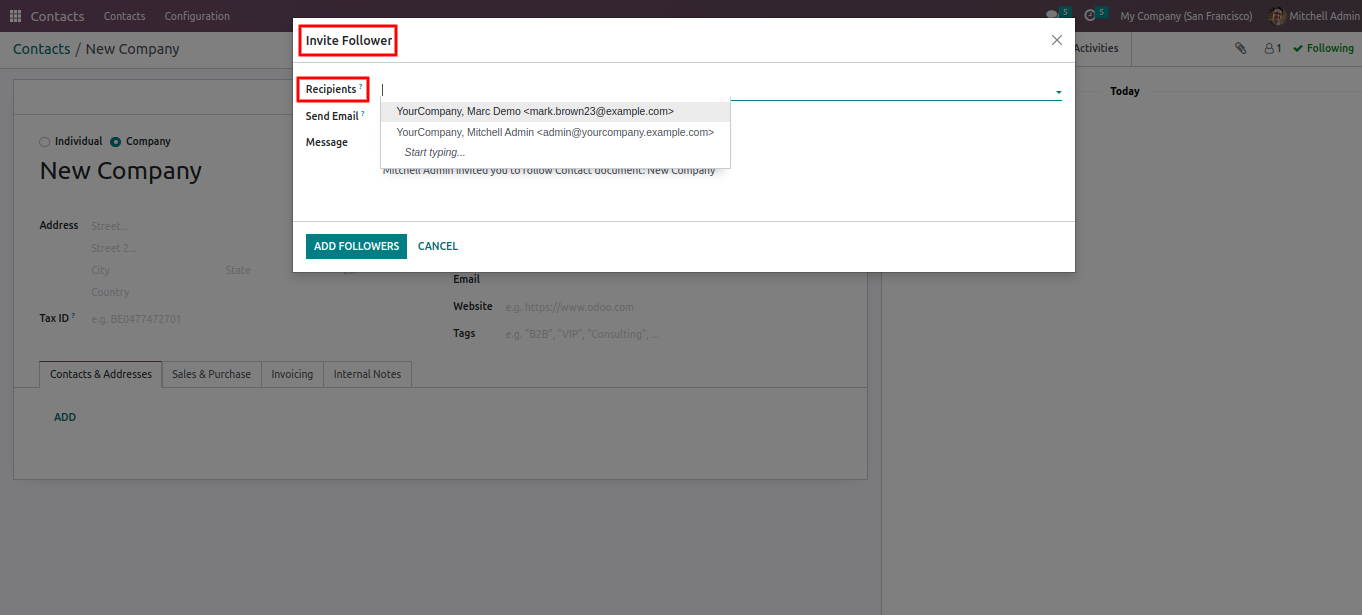 Contacts Contacts Configuration 5 5 My Company (San Francisco) Mitchell Admin
Contacts / New Company
Activities 1 Following
Today
Invite Follower
Recipients ?
YourCompany, Marc Demo <mark.brown23@example.com>
Send Email ?
YourCompany, Mitchell Admin <admin@yourcompany.example.com>
Message
Start typing...
Mitchell Admin invited you to follow Contact document: New Company
ADD FOLLOWERS CANCEL
Individual Company
New Company
Address Street...
Street 2...
City State
Country
Tax ID ? e.g. BE0477472701
Email
Website e.g. https://www.odoo.com
Tags e.g. "B2B", "VIP", "Consulting", ...
Contacts & Addresses Sales & Purchase Invoicing Internal Notes
ADD